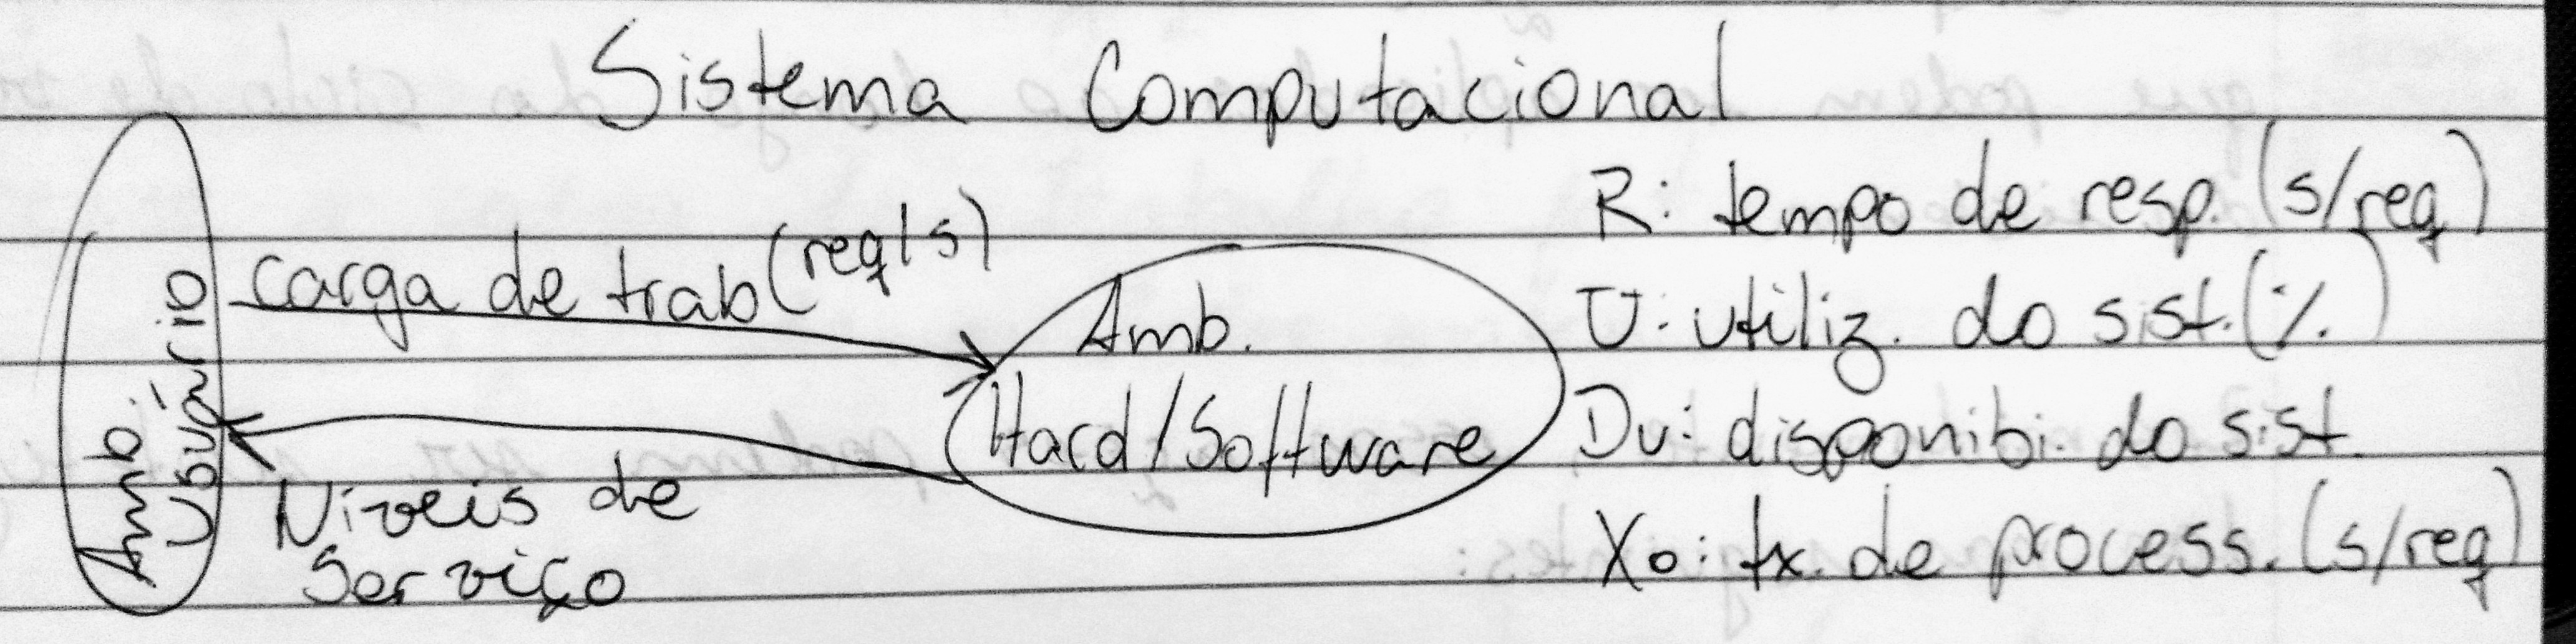 Sistema Computacional
Amb. Usuário
carga de trab (req/s)
Níveis de
Serviço
Amb.
Hard/Software
R: tempo de resp. (s/req)
U: utiliz. do sist. (%)
Du: disponibi. do sist.
Xo: tx. de process. (s/req)